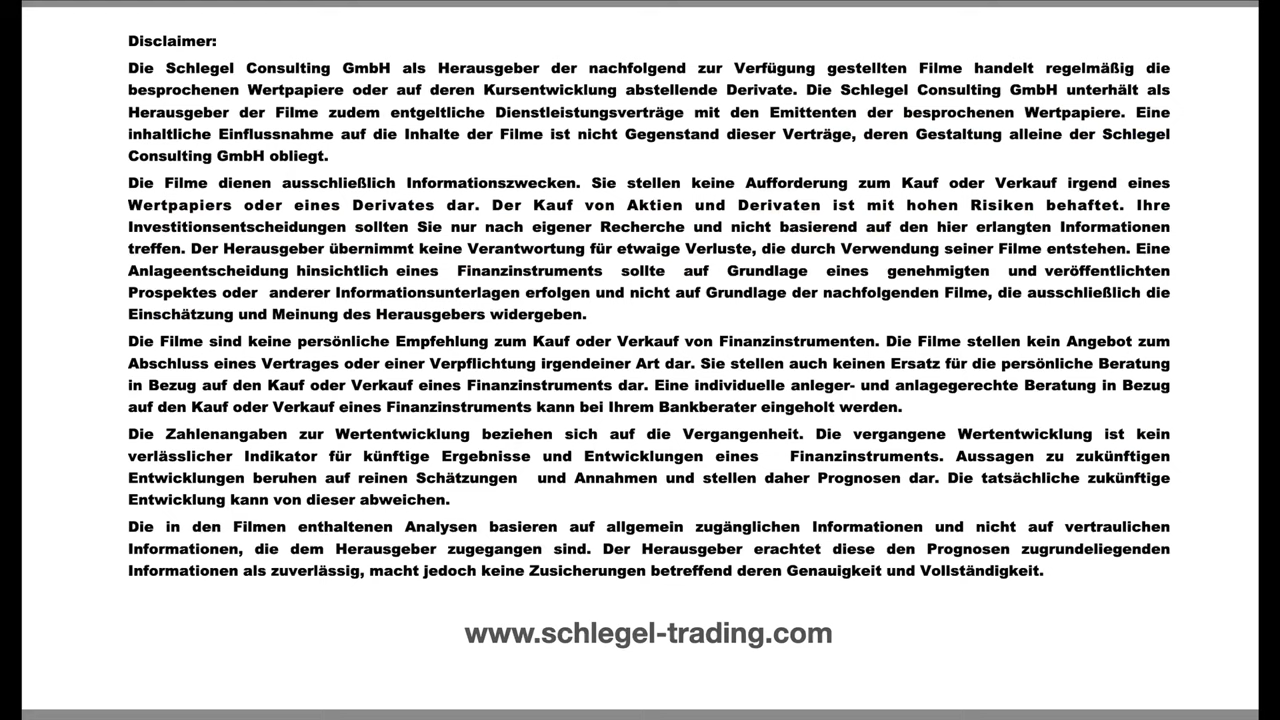 Disclaimer:
Die Schlegel Consulting GmbH als Herausgeber der nachfolgend zur Verfügung gestellten Filme handelt regelmäßig die
besprochenen Wertpapiere oder auf deren Kursentwicklung abstellende Derivate. Die Schlegel Consulting GmbH unterhält als
Herausgeber der Filme zudem entgeltliche Dienstleistungsverträge mit den Emittenten der besprochenen Wertpapiere. Eine
inhaltliche Einflussnahme auf die Inhalte der Filme ist nicht Gegenstand dieser Verträge, deren Gestaltung alleine der Schlegel
Consulting GmbH obliegt.
Die Filme dienen ausschließlich Informationszwecken. Sie stellen keine Aufforderung zum Kauf oder Verkauf irgend eines
Wertpapiers oder eines Derivates dar. Der Kauf von Aktien und Derivaten ist mit hohen Risiken behaftet. Ihre
Investitionsentscheidungen sollten Sie nur nach eigener Recherche und nicht basierend auf den hier erlangten Informationen
treffen. Der Herausgeber übernimmt keine Verantwortung für etwaige Verluste, die durch Verwendung seiner Filme entstehen. Eine
Anlageentscheidung hinsichtlich eines Finanzinstruments sollte auf Grundlage eines genehmigten und veröffentlichten
Prospektes oder anderer Informationsunterlagen erfolgen und nicht auf Grundlage der nachfolgenden Filme, die ausschließlich die
Einschätzung und Meinung des Herausgebers widergeben.
Die Filme sind keine persönliche Empfehlung zum Kauf oder Verkauf von Finanzinstrumenten. Die Filme stellen kein Angebot zum
Abschluss eines Vertrages oder einer Verpflichtung irgendeiner Art dar. Sie stellen auch keinen Ersatz für die persönliche Beratung
in Bezug auf den Kauf oder Verkauf eines Finanzinstruments dar. Eine individuelle anleger- und anlagegerechte Beratung in Bezug
auf den Kauf oder Verkauf eines Finanzinstruments kann bei Ihrem Bankberater eingeholt werden.
Die Zahlenangaben zur Wertentwicklung beziehen sich auf die Vergangenheit. Die vergangene Wertentwicklung ist kein
verlässlicher Indikator für künftige Ergebnisse und Entwicklungen eines Finanzinstruments. Aussagen zu zukünftigen
Entwicklungen beruhen auf reinen Schätzungen und Annahmen und stellen daher Prognosen dar. Die tatsächliche zukünftige
Entwicklung kann von dieser abweichen.
Die in den Filmen enthaltenen Analysen basieren auf allgemein zugänglichen Informationen und nicht auf vertraulichen
Informationen, die dem Herausgeber zugegangen sind. Der Herausgeber erachtet diese den Prognosen zugrundeliegenden
Informationen als zuverlässig, macht jedoch keine Zusicherungen betreffend deren Genauigkeit und Vollständigkeit.
www.schlegel-trading.com